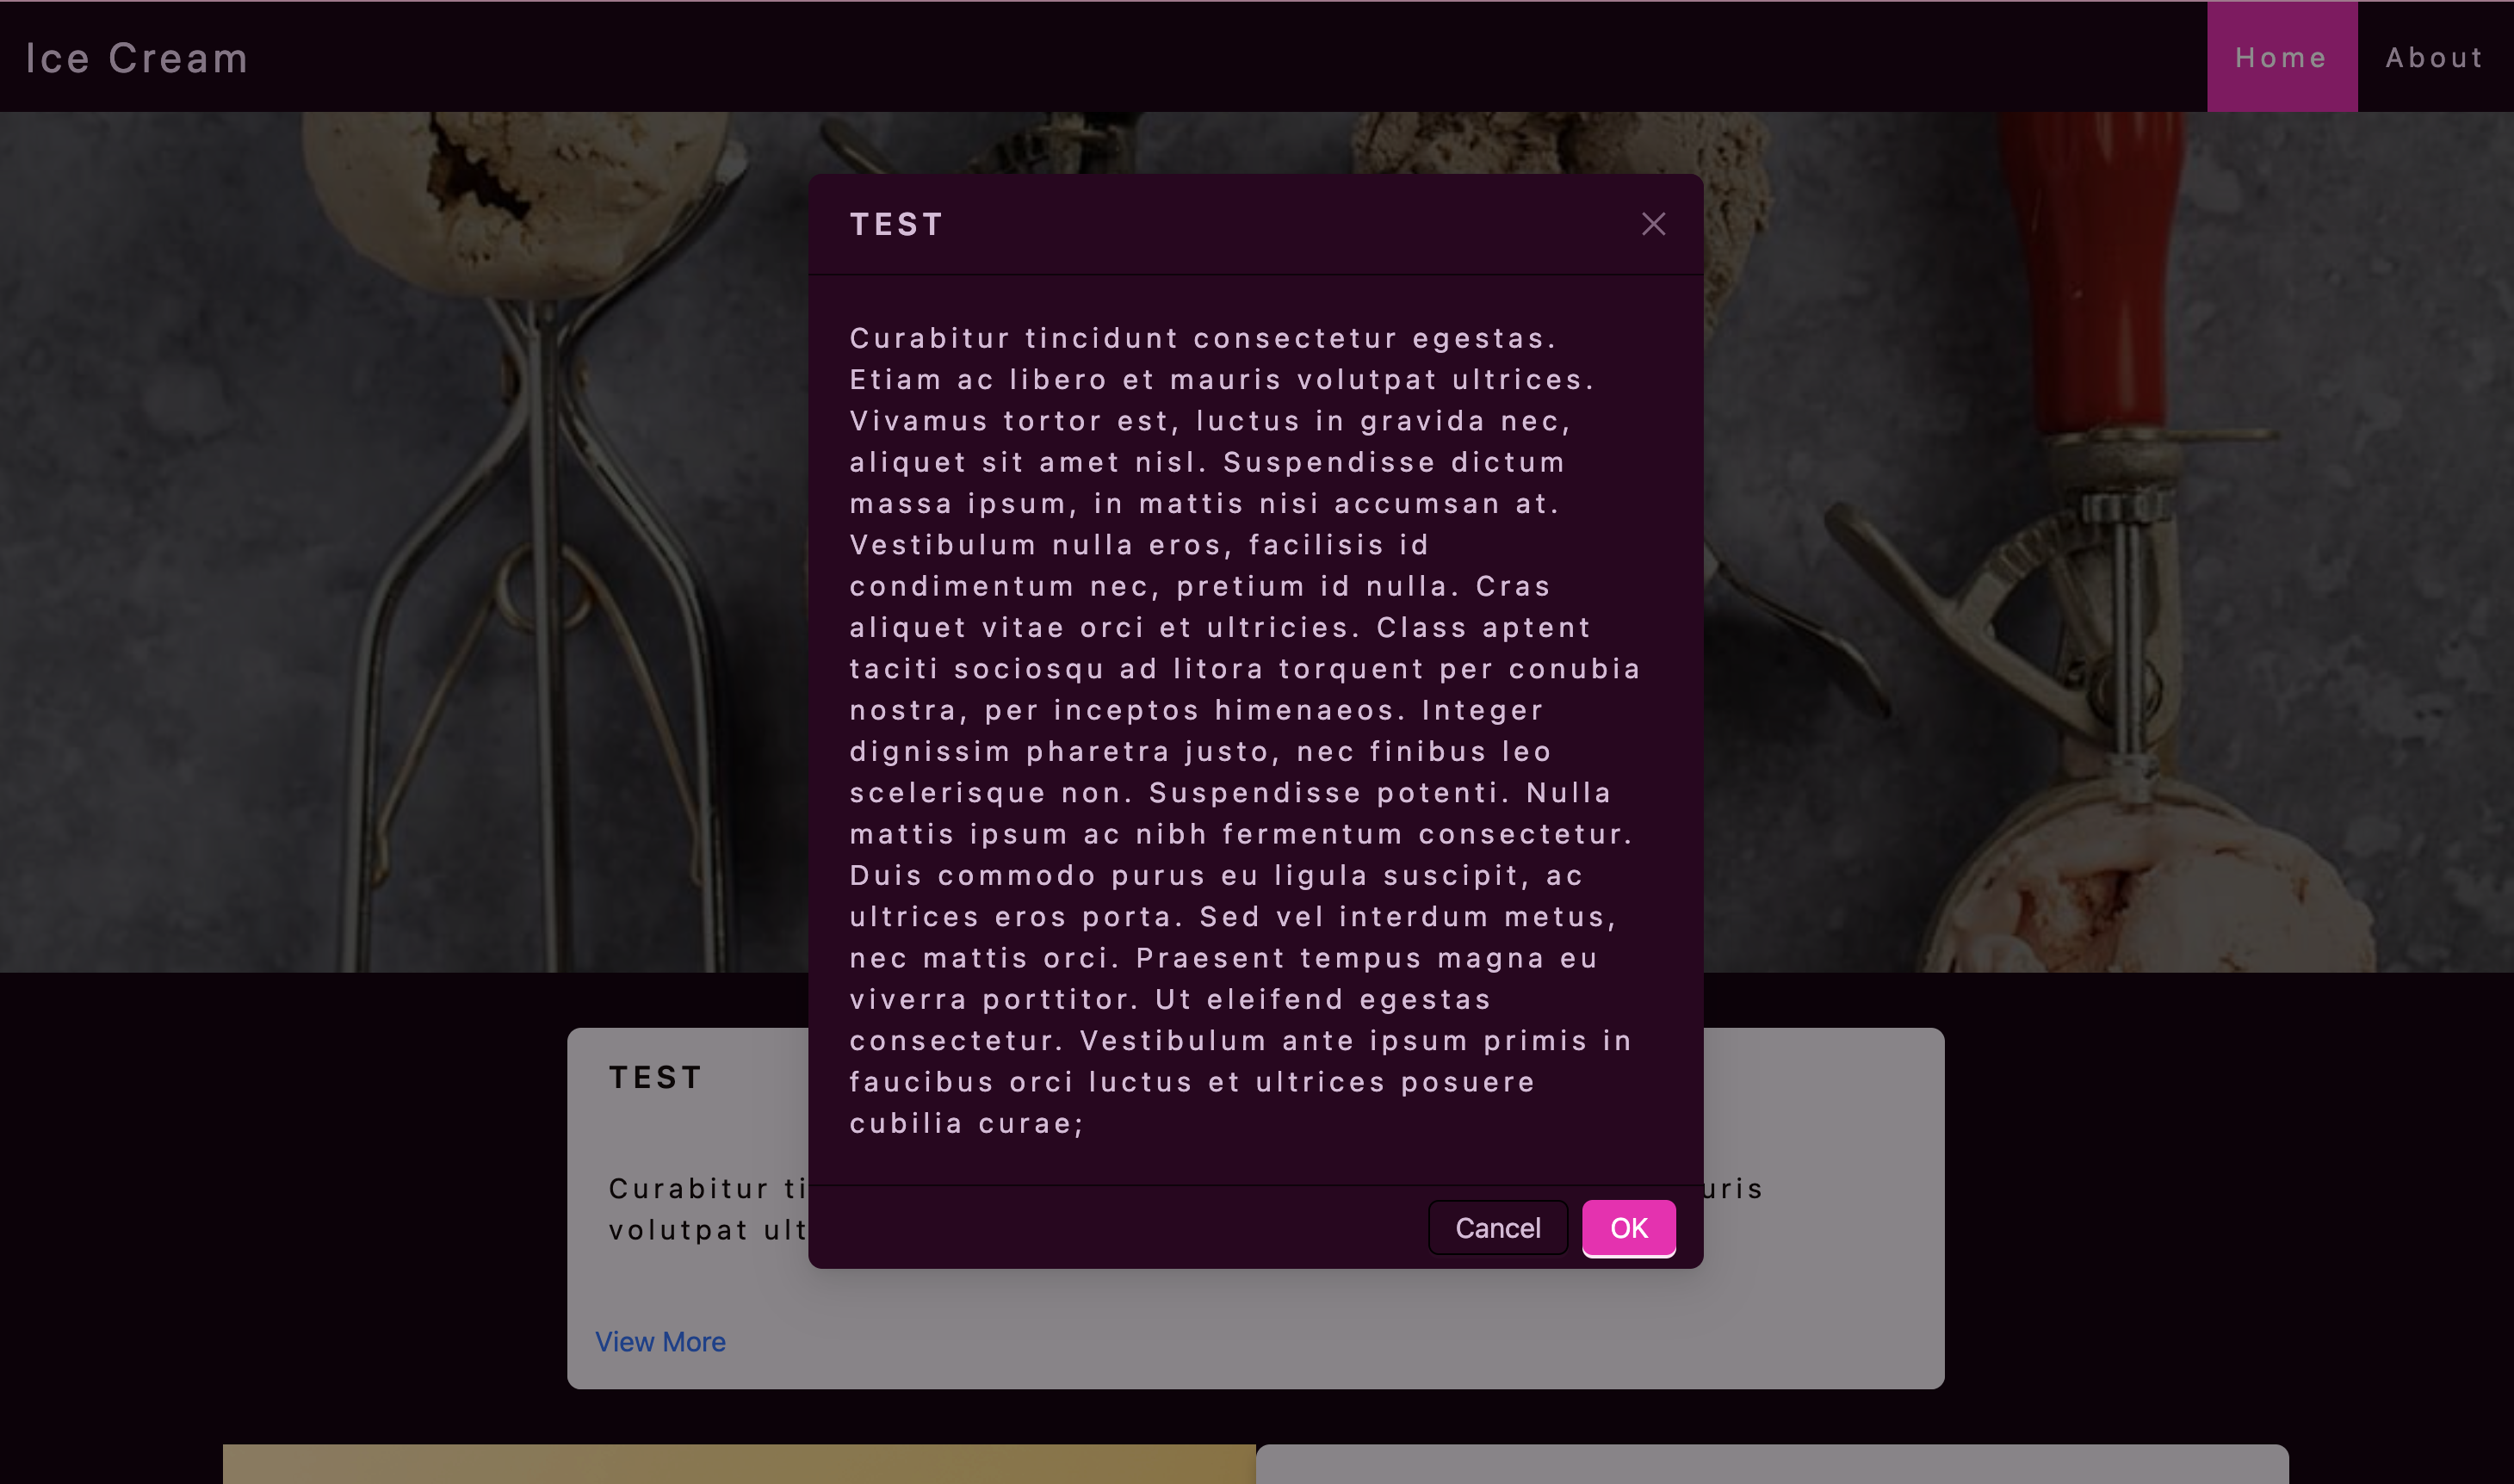 Ice Cream
Home
About
TEST
Curabitur tincidunt consectetur egestas.
Etiam ac libero et mauris volutpat ultrices.
Vivamus tortor est, luctus in gravida nec,
aliquet sit amet nisl. Suspendisse dictum
massa ipsum, in mattis nisi accumsan at.
Vestibulum nulla eros, facilisis id
condimentum nec, pretium id nulla. Cras
aliquet vitae orci et ultricies. Class aptent
taciti sociosqu ad litora torquent per conubia
nostra, per inceptos himenaeos. Integer
dignissim pharetra justo, nec finibus leo
scelerisque non. Suspendisse potenti. Nulla
mattis ipsum ac nibh fermentum consectetur.
Duis commodo purus eu ligula suscipit, ac
ultrices eros porta. Sed vel interdum metus,
nec mattis orci. Praesent tempus magna eu
viverra porttitor. Ut eleifend egestas
consectetur. Vestibulum ante ipsum primis in
faucibus orci luctus et ultrices posuere
cubilia curae;
Cancel
OK
TEST
Curabitur ti uris
volutpat ult
View More